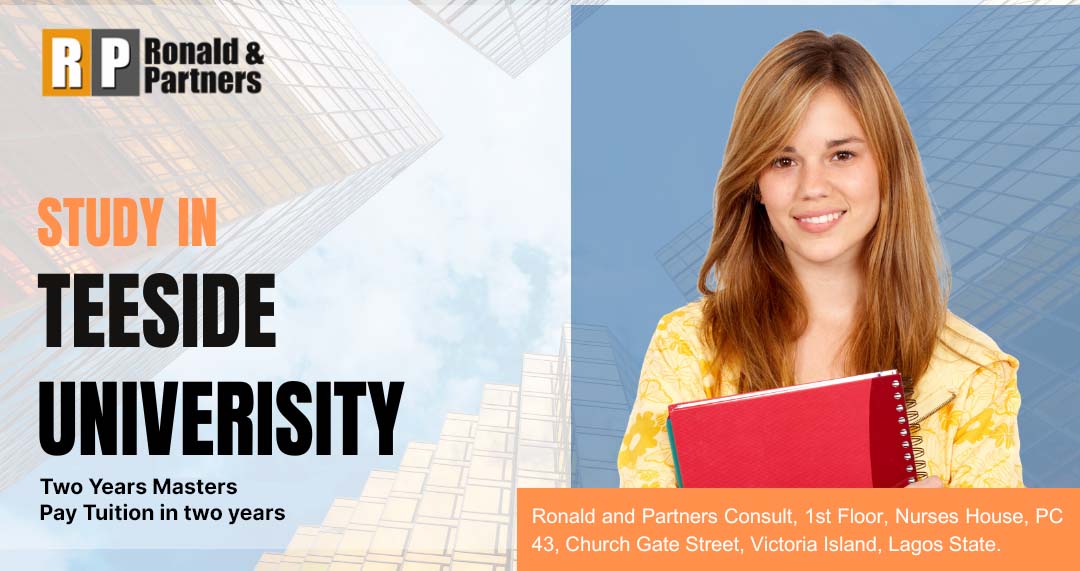 RP Ronald &
Partners
STUDY IN
TEESIDE
UNIVERISITY
Two Years Masters
Pay Tuition in two years
Ronald and Partners Consult, 1st Floor, Nurses House, PC
43, Church Gate Street, Victoria Island, Lagos State.